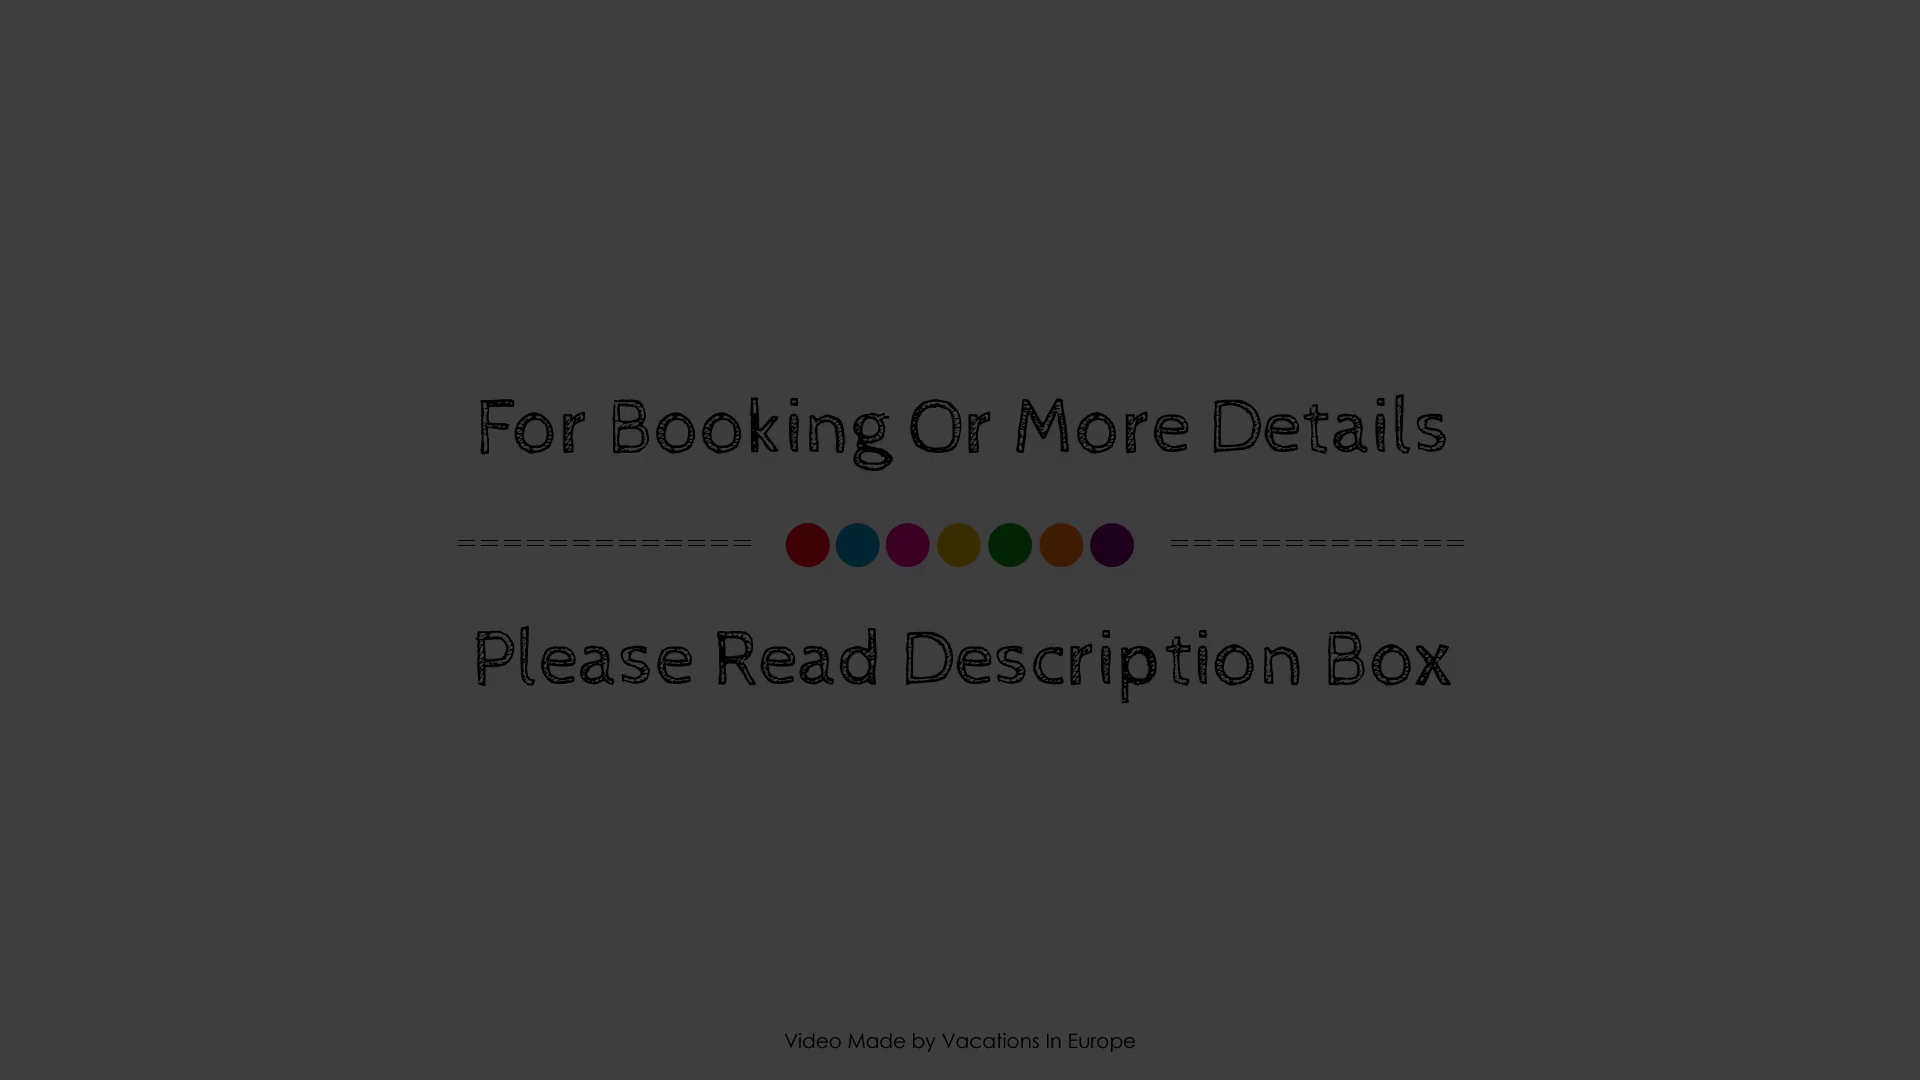 For Booking Or More Details
============= =============
Please Read Description Box
Video Made by Vacations In Europe